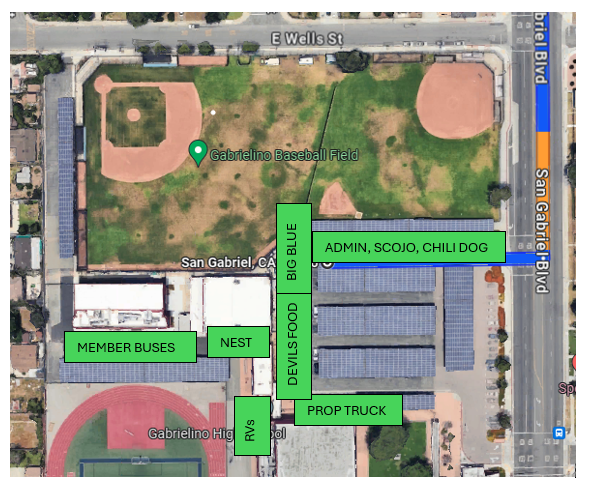 E Wells St
briel Blvd
Gabrielino Baseball Field
San Gabriel Blvd
BIG BLUE
ADMIN, SCOJO, CHILI DOG
San Gabriel, CA
DEVILS FOOD
NEST
MEMBER BUSES
PROP TRUCK
RVs
Gabrielino Hig
ool
Sp